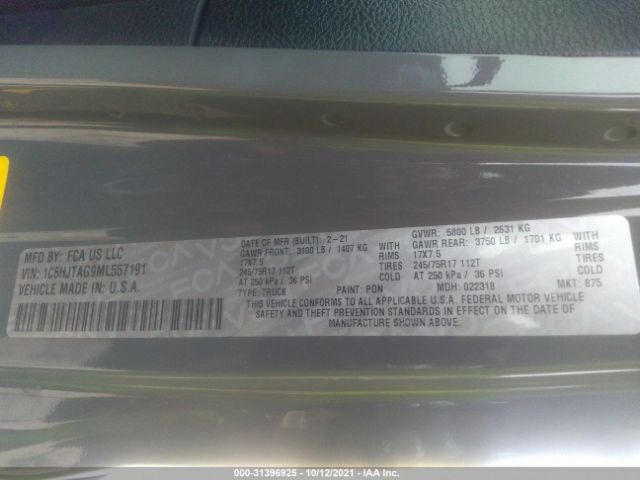 MFD BY: FCA US LLC
VIN: 1C6HJTAG9ML557191
VEHICLE MADE IN: U.S.A.
DATE OF MFR (BUILT): 2-21
GAWR FRONT: 3100 LB / 1407 KG
17X7.5 RIMS
245/75R17 112T TIRES
AT 250 kPa / 36 PSI COLD
TYPE: TRUCK
PAINT: PDN
GVWR: 5800 LB / 2631 KG
GAWR REAR: 3750 LB / 1701 KG
17X7.5 RIMS
245/75R17 112T TIRES
AT 250 kPa / 36 PSI COLD
MDH: 022318
MKT: 875
THIS VEHICLE CONFORMS TO ALL APPLICABLE U.S.A. FEDERAL MOTOR VEHICLE
SAFETY AND THEFT PREVENTION STANDARDS IN EFFECT ON THE DATE OF
MANUFACTURE SHOWN ABOVE.
000-31396925 - 10/12/2021 - IAA Inc.